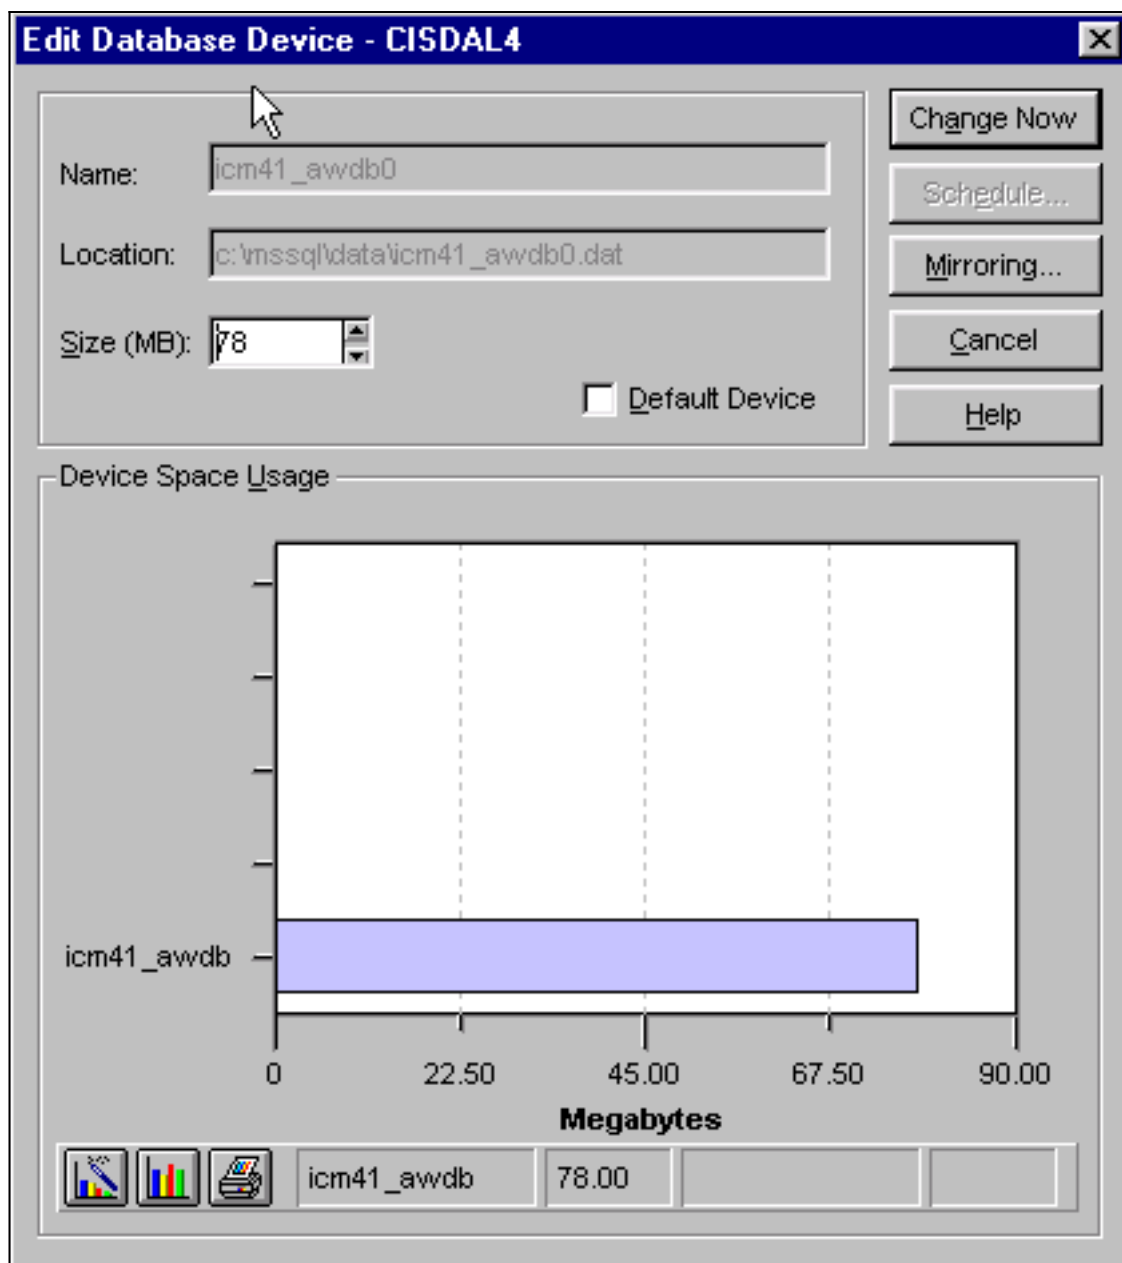 Edit Database Device - CISDAL4
Change Now
Name: icm41_awdb0
Schedule...
Location: c:\mssql\data\icm41_awdb0.dat
Mirroring...
Size (MB): 78
Cancel
Default Device
Help
Device Space Usage
icm41_awdb
0 22.50 45.00 67.50 90.00
Megabytes
icm41_awdb 78.00